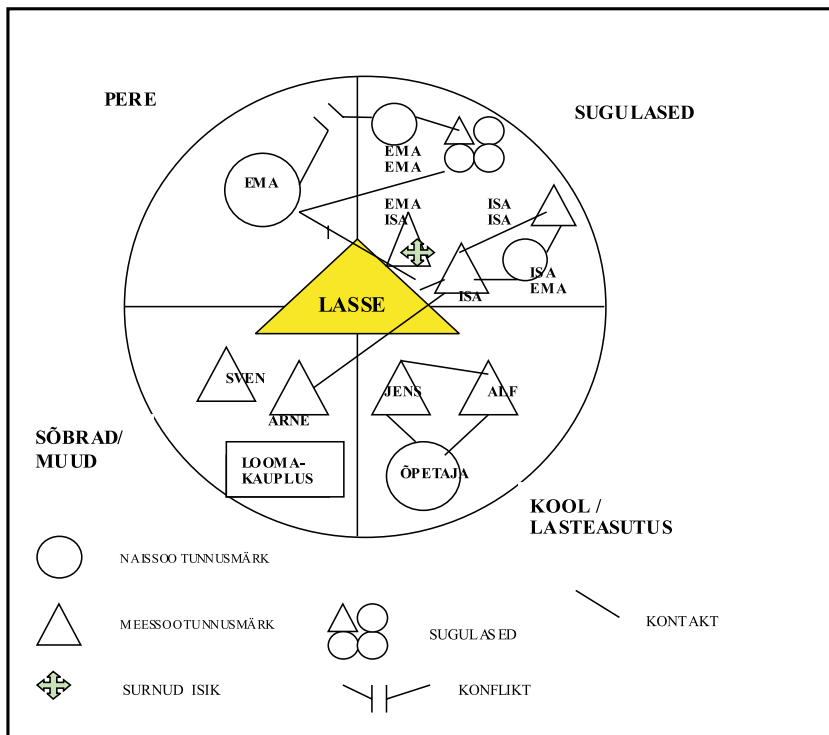 PERE
SUGULASED
EMA
EMA
EMA
EMA
ISA
ISA
ISA
ISA
EMA
ISA
LASSE
SVEN
ARNE
JENS
ALF
LOOMA-
KAUPLUS
ÕPETAJA
SÕBRAD/
MUUD
KOOL /
LASTEASUTUS
NAISSOO TUNNUSMÄRK
MEESSOOTUNNUSMÄRK
SUGULASED
KONTAKT
SURNUD ISIK
KONFLIKT